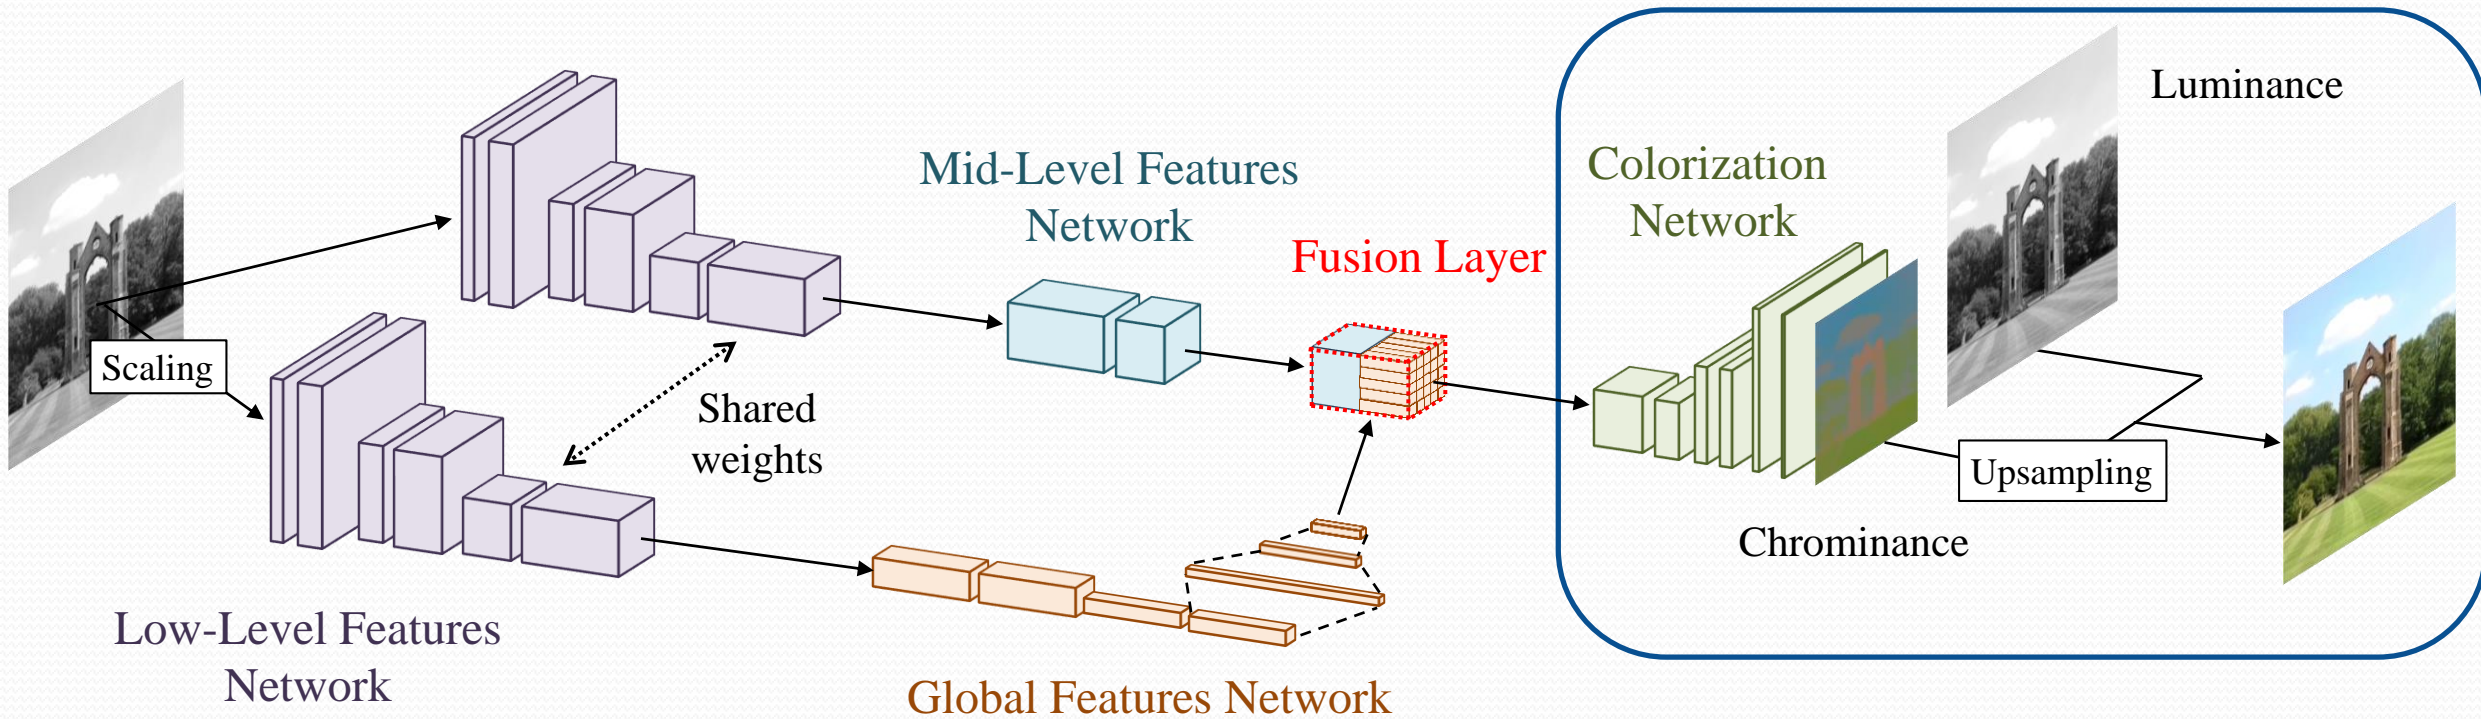 Scaling
Low-Level Features
Network
Shared
weights
Mid-Level Features
Network
Global Features Network
Fusion Layer
Colorization
Network
Luminance
Chrominance
Upsampling